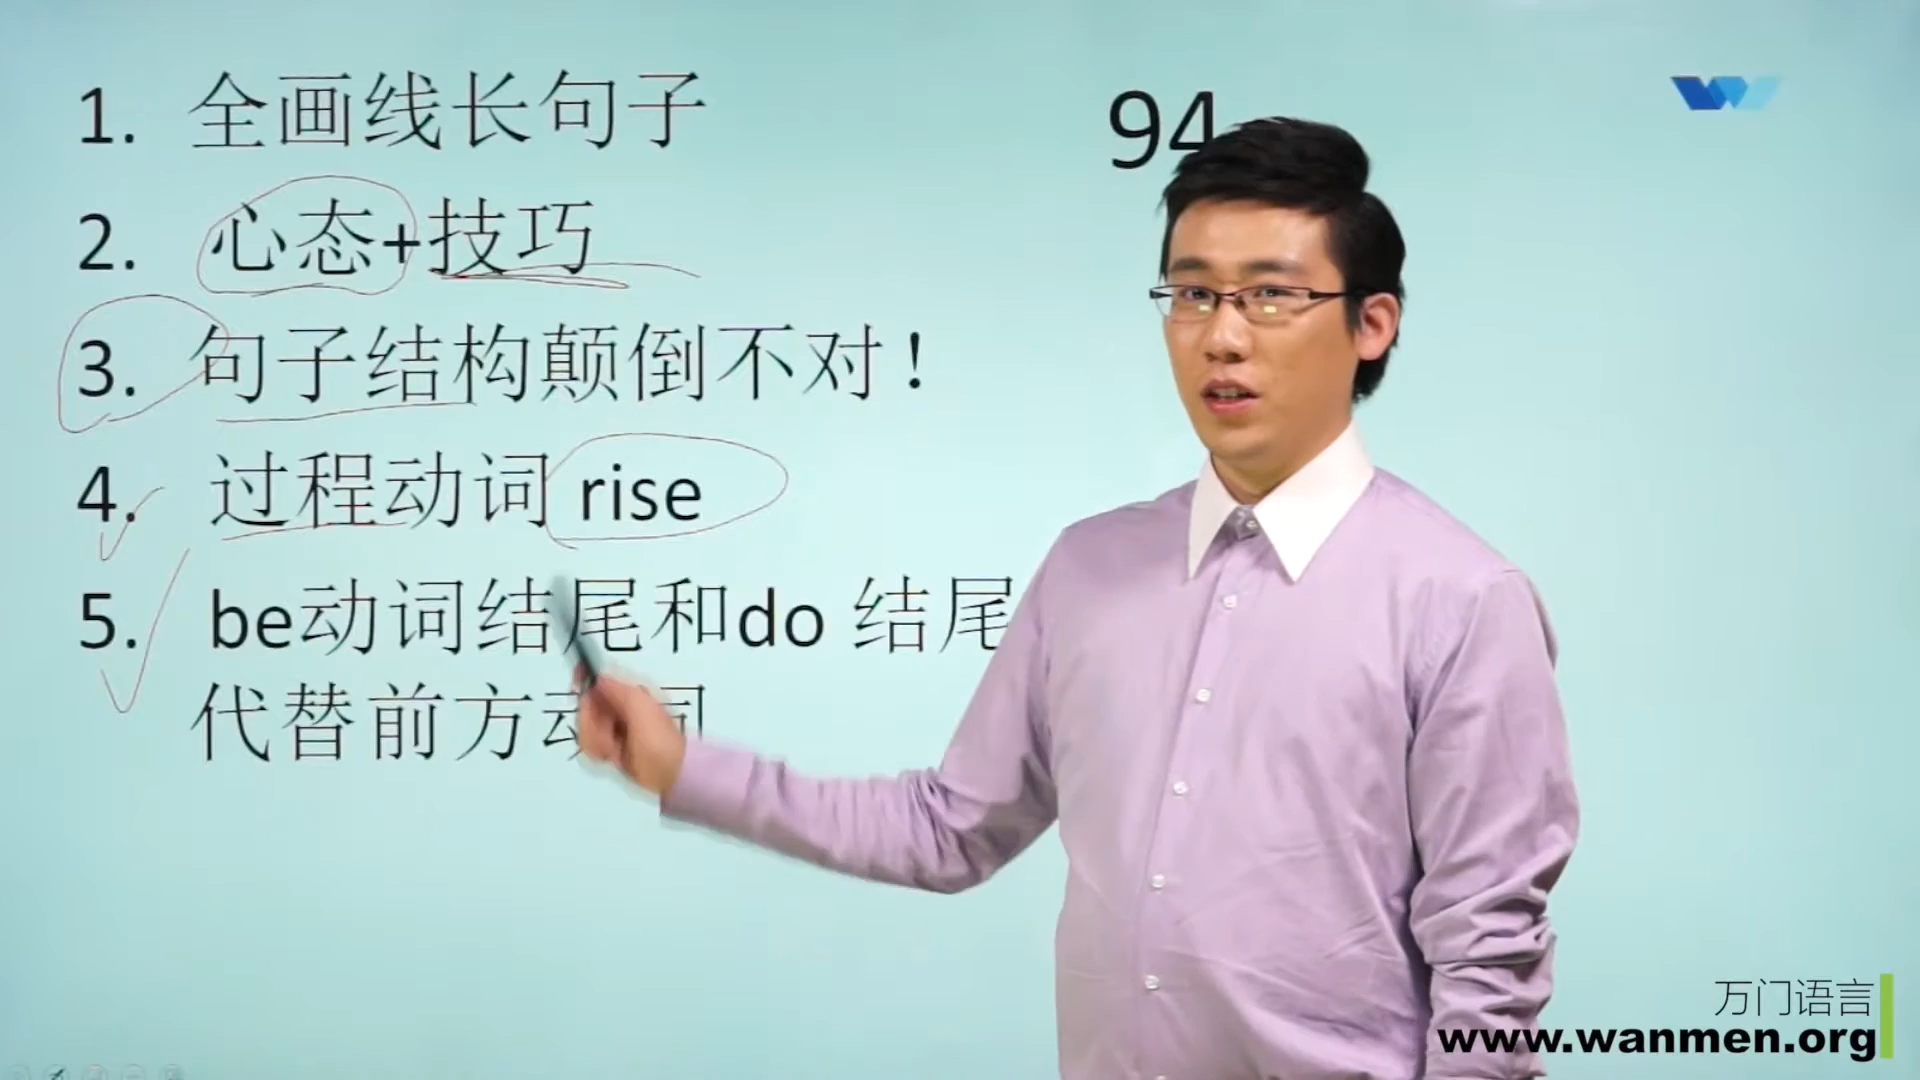 1. 全画线长句子
94
2. 心态+技巧
3. 句子结构颠倒不对！
4. 过程动词 rise
5. be动词结尾和do 结尾
代替前方动词
万门语言
www.wanmen.org